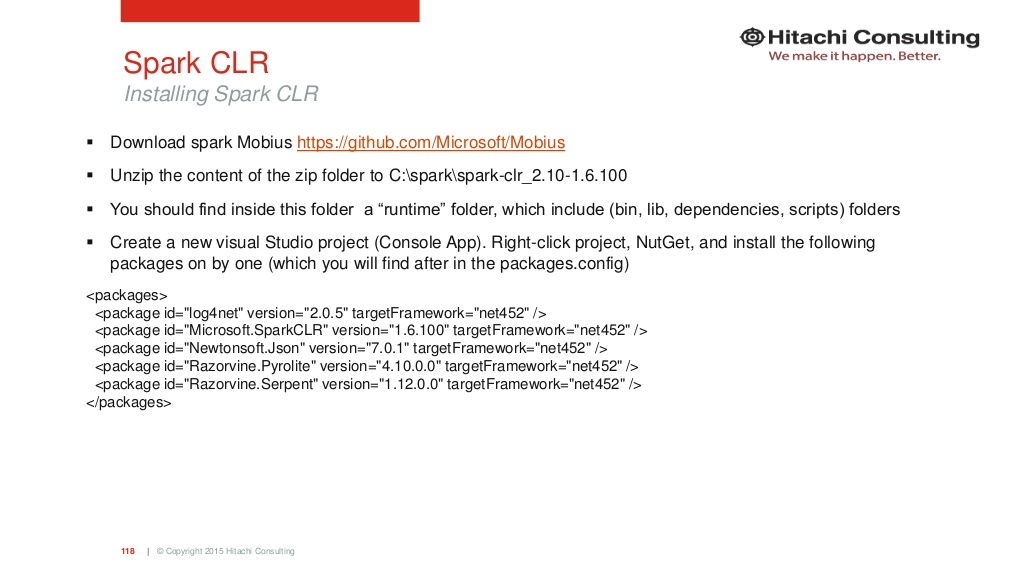 Hitachi Consulting
We make it happen. Better.
Spark CLR
Installing Spark CLR
▪ Download spark Mobius https://github.com/Microsoft/Mobius
▪ Unzip the content of the zip folder to C:\spark\spark-clr_2.10-1.6.100
▪ You should find inside this folder  a “runtime” folder, which include (bin, lib, dependencies, scripts) folders
▪ Create a new visual Studio project (Console App). Right-click project, NutGet, and install the following
packages on by one (which you will find after in the packages.config)
<packages>
  <package id="log4net" version="2.0.5" targetFramework="net452" />
  <package id="Microsoft.SparkCLR" version="1.6.100" targetFramework="net452" />
  <package id="Newtonsoft.Json" version="7.0.1" targetFramework="net452" />
  <package id="Razorvine.Pyrolite" version="4.10.0.0" targetFramework="net452" />
  <package id="Razorvine.Serpent" version="1.12.0.0" targetFramework="net452" />
</packages>
118 | © Copyright 2015 Hitachi Consulting